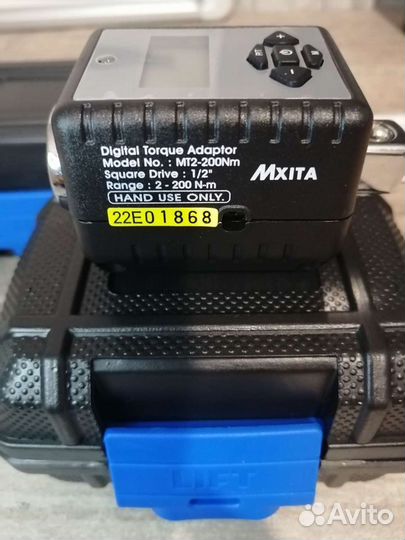 Digital Torque Adaptor
Model No. : MT2-200Nm
Square Drive : 1/2"
Range : 2 - 200 N-m
HAND USE ONLY.
MXITA
22E01868
LIFT
Avito